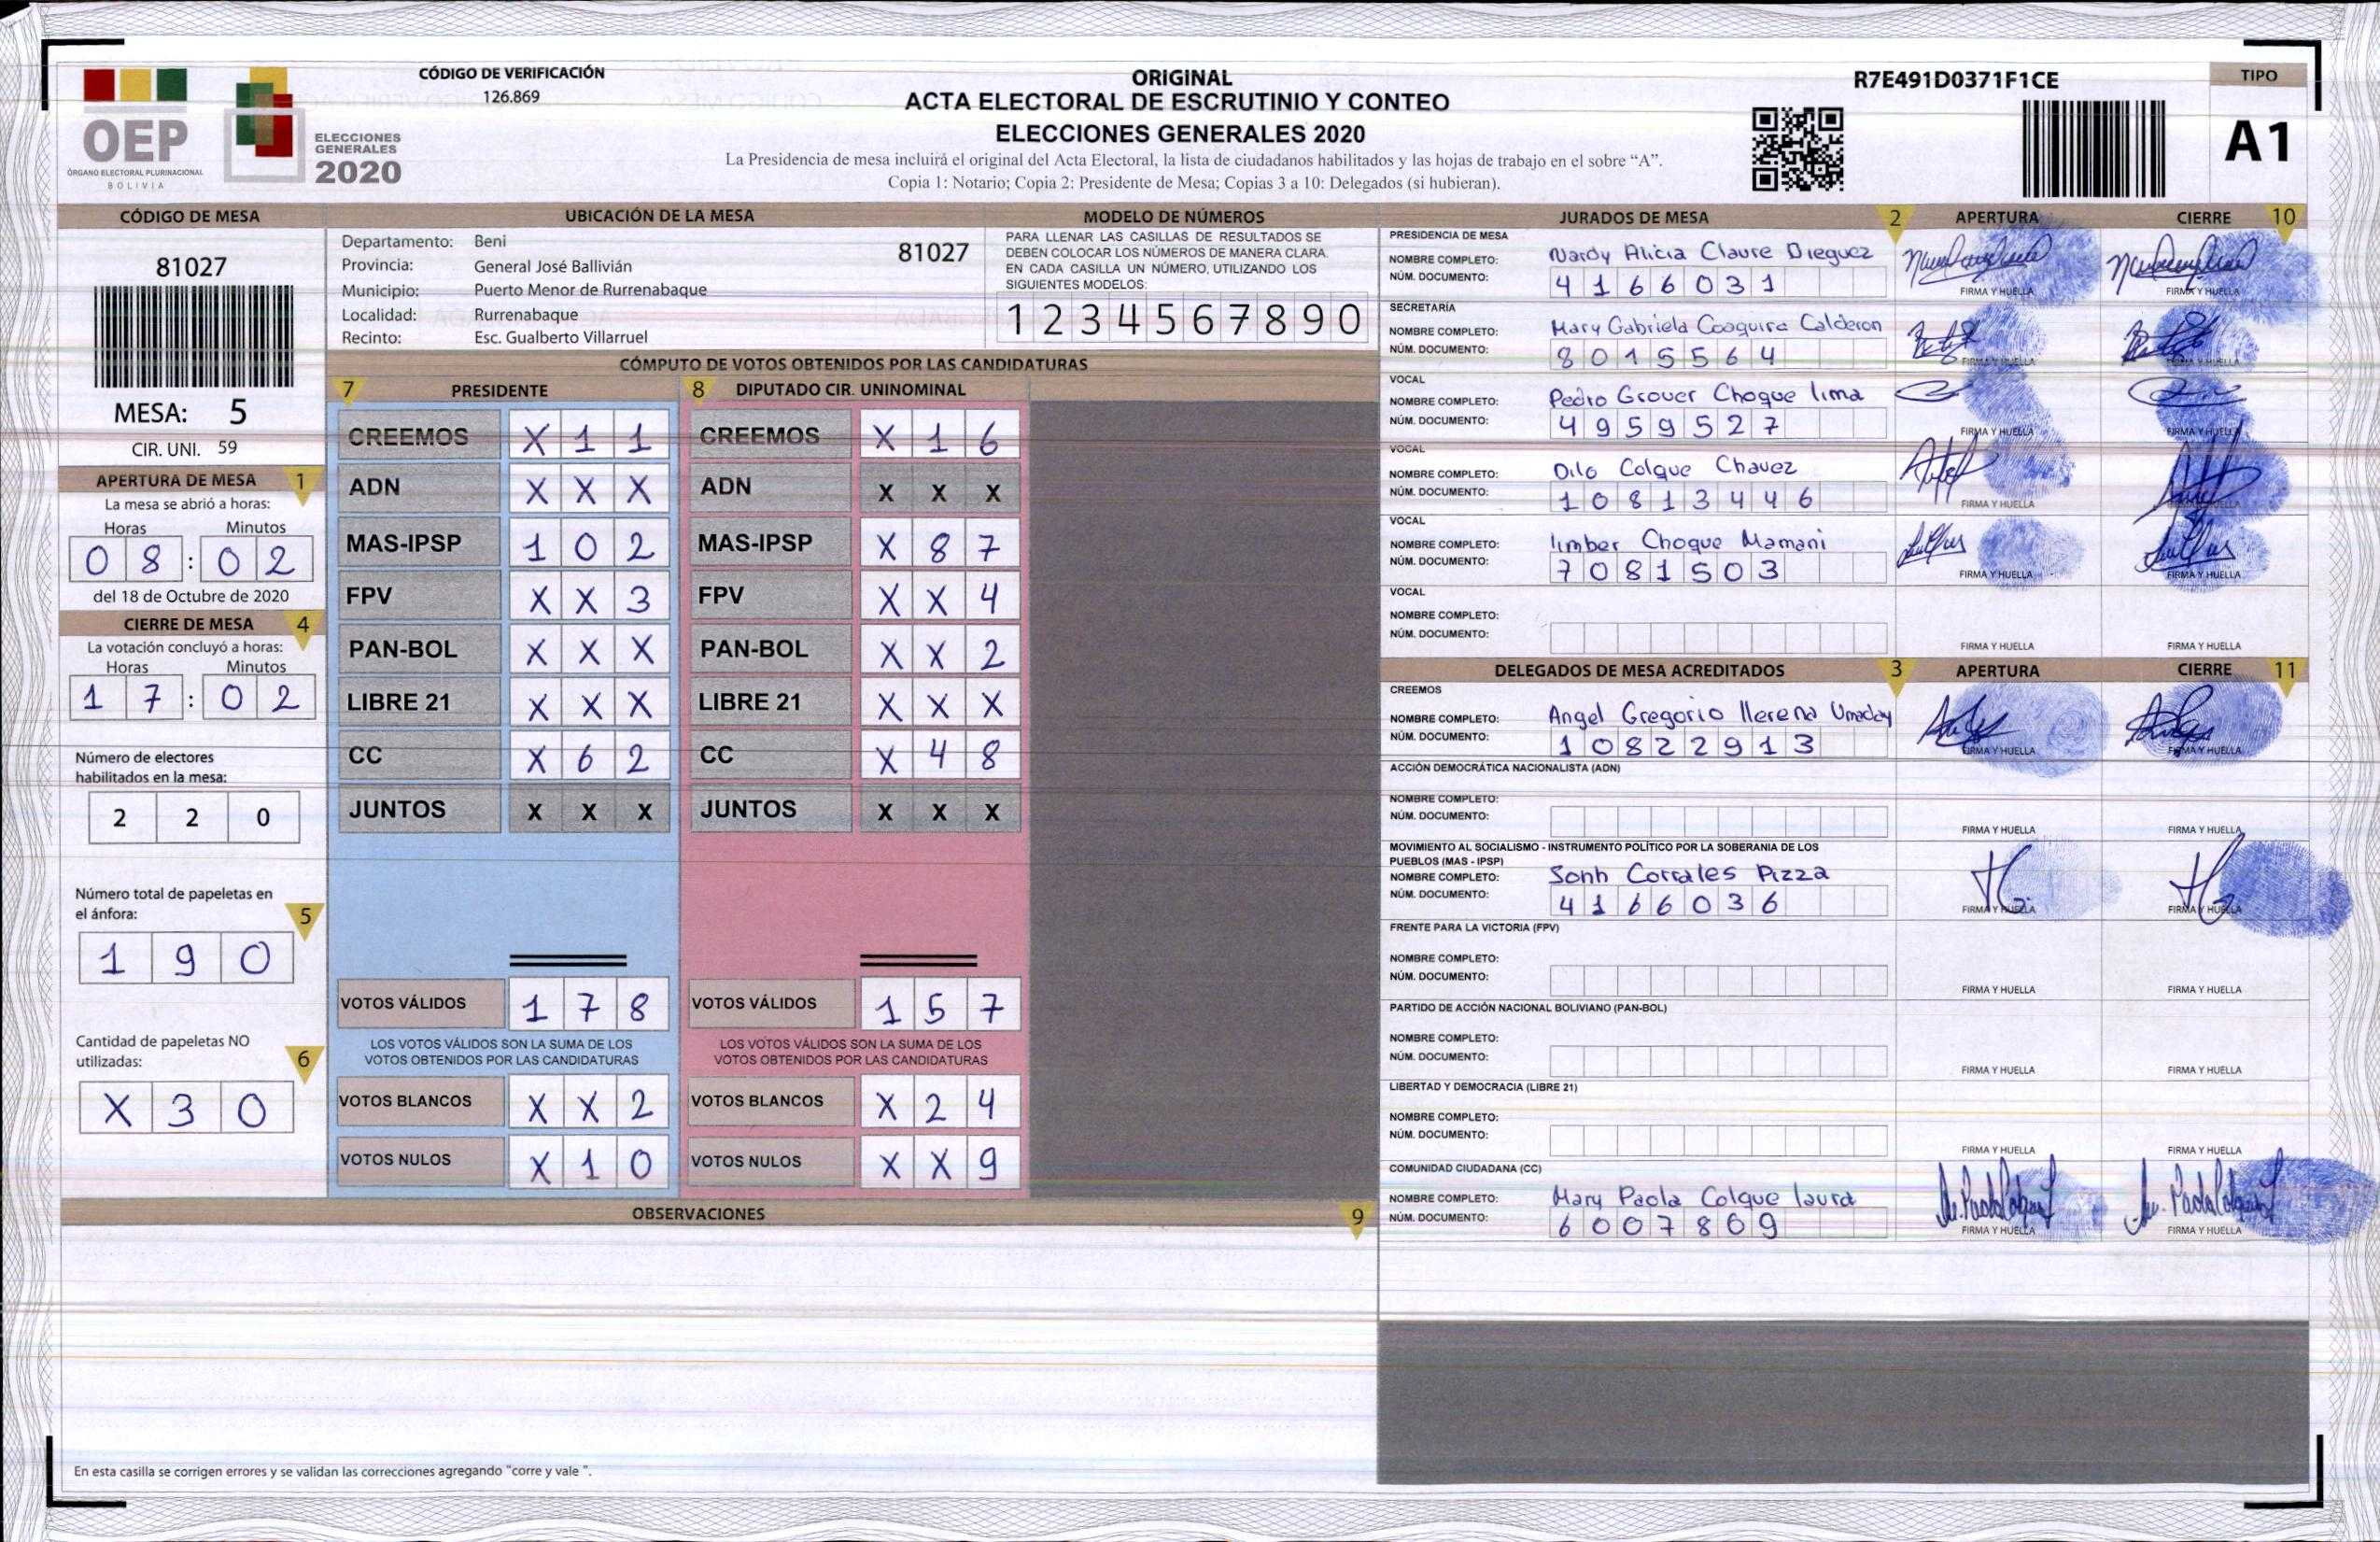 CÓDIGO DE VERIFICACIÓN
126.869
OEP
ÓRGANO ELECTORAL PLURINACIONAL
BOLIVIA
ELECCIONES
GENERALES
2020
ORIGINAL
ACTA ELECTORAL DE ESCRUTINIO Y CONTEO
ELECCIONES GENERALES 2020
La Presidencia de mesa incluirá el original del Acta Electoral, la lista de ciudadanos habilitados y las hojas de trabajo en el sobre “A”.
Copia 1: Notario; Copia 2: Presidente de Mesa; Copias 3 a 10: Delegados (si hubieran).
R7E491D0371F1CE
TIPO
A1
CÓDIGO DE MESA
81027
MESA: 5
CIR. UNI. 59
APERTURA DE MESA 1
La mesa se abrió a horas:
Horas Minutos
0 8 : 0 2
del 18 de Octubre de 2020
CIERRE DE MESA 4
La votación concluyó a horas:
Horas Minutos
1 7 : 0 2
Número de electores
habilitados en la mesa:
2 2 0
Número total de papeletas en
el ánfora: 5
1 9 0
Cantidad de papeletas NO
utilizadas: 6
X 3 0
UBICACIÓN DE LA MESA
Departamento: Beni 81027
Provincia: General José Ballivián
Municipio: Puerto Menor de Rurrenabaque
Localidad: Rurrenabaque
Recinto: Esc. Gualberto Villarruel
MODELO DE NÚMEROS
PARA LLENAR LAS CASILLAS DE RESULTADOS SE
DEBEN COLOCAR LOS NÚMEROS DE MANERA CLARA.
EN CADA CASILLA UN NÚMERO, UTILIZANDO LOS
SIGUIENTES MODELOS:
1 2 3 4 5 6 7 8 9 0
CÓMPUTO DE VOTOS OBTENIDOS POR LAS CANDIDATURAS
7 PRESIDENTE
CREEMOS X 1 1
ADN X X X
MAS-IPSP 1 0 2
FPV X X 3
PAN-BOL X X X
LIBRE 21 X X X
CC X 6 2
JUNTOS X X X
VOTOS VÁLIDOS 1 7 8
LOS VOTOS VÁLIDOS SON LA SUMA DE LOS
VOTOS OBTENIDOS POR LAS CANDIDATURAS
VOTOS BLANCOS X X 2
VOTOS NULOS X 1 0
8 DIPUTADO CIR. UNINOMINAL
CREEMOS X 1 6
ADN X X X
MAS-IPSP X 8 7
FPV X X 4
PAN-BOL X X 2
LIBRE 21 X X X
CC X 4 8
JUNTOS X X X
VOTOS VÁLIDOS 1 5 7
LOS VOTOS VÁLIDOS SON LA SUMA DE LOS
VOTOS OBTENIDOS POR LAS CANDIDATURAS
VOTOS BLANCOS X 2 4
VOTOS NULOS X X 9
OBSERVACIONES 9
En esta casilla se corrigen errores y se validan las correcciones agregando "corre y vale ".
JURADOS DE MESA 2 APERTURA CIERRE 10
PRESIDENCIA DE MESA
NOMBRE COMPLETO: Nardy Alicia Claure Dieguez
NÚM. DOCUMENTO: 4 1 6 6 0 3 1
FIRMA Y HUELLA FIRMA Y HUELLA
SECRETARÍA
NOMBRE COMPLETO: Mary Gabriela Cosquira Calderon
NÚM. DOCUMENTO: 8 0 1 5 5 6 4
FIRMA Y HUELLA FIRMA Y HUELLA
VOCAL
NOMBRE COMPLETO: Pedro Grover Choque lima
NÚM. DOCUMENTO: 4 9 5 9 5 2 7
FIRMA Y HUELLA FIRMA Y HUELLA
VOCAL
NOMBRE COMPLETO: Dilo Colque Chavez
NÚM. DOCUMENTO: 1 0 8 1 3 4 4 6
FIRMA Y HUELLA FIRMA Y HUELLA
VOCAL
NOMBRE COMPLETO: limber Choque Mamani
NÚM. DOCUMENTO: 7 0 8 1 5 0 3
FIRMA Y HUELLA FIRMA Y HUELLA
VOCAL
NOMBRE COMPLETO:
NÚM. DOCUMENTO:
FIRMA Y HUELLA FIRMA Y HUELLA
DELEGADOS DE MESA ACREDITADOS 3 APERTURA CIERRE 11
CREEMOS
NOMBRE COMPLETO: Angel Gregorio llerena Umaday
NÚM. DOCUMENTO: 1 0 8 2 2 9 1 3
FIRMA Y HUELLA FIRMA Y HUELLA
ACCIÓN DEMOCRÁTICA NACIONALISTA (ADN)
NOMBRE COMPLETO:
NÚM. DOCUMENTO:
FIRMA Y HUELLA FIRMA Y HUELLA
MOVIMIENTO AL SOCIALISMO - INSTRUMENTO POLÍTICO POR LA SOBERANIA DE LOS
PUEBLOS (MAS - IPSP)
NOMBRE COMPLETO: Sonh Corrales Pizza
NÚM. DOCUMENTO: 4 1 6 6 0 3 6
FIRMA Y HUELLA FIRMA Y HUELLA
FRENTE PARA LA VICTORIA (FPV)
NOMBRE COMPLETO:
NÚM. DOCUMENTO:
FIRMA Y HUELLA FIRMA Y HUELLA
PARTIDO DE ACCIÓN NACIONAL BOLIVIANO (PAN-BOL)
NOMBRE COMPLETO:
NÚM. DOCUMENTO:
FIRMA Y HUELLA FIRMA Y HUELLA
LIBERTAD Y DEMOCRACIA (LIBRE 21)
NOMBRE COMPLETO:
NÚM. DOCUMENTO:
FIRMA Y HUELLA FIRMA Y HUELLA
COMUNIDAD CIUDADANA (CC)
NOMBRE COMPLETO: Mary Paola Colque laura
NÚM. DOCUMENTO: 6 0 0 7 8 6 9
FIRMA Y HUELLA FIRMA Y HUELLA